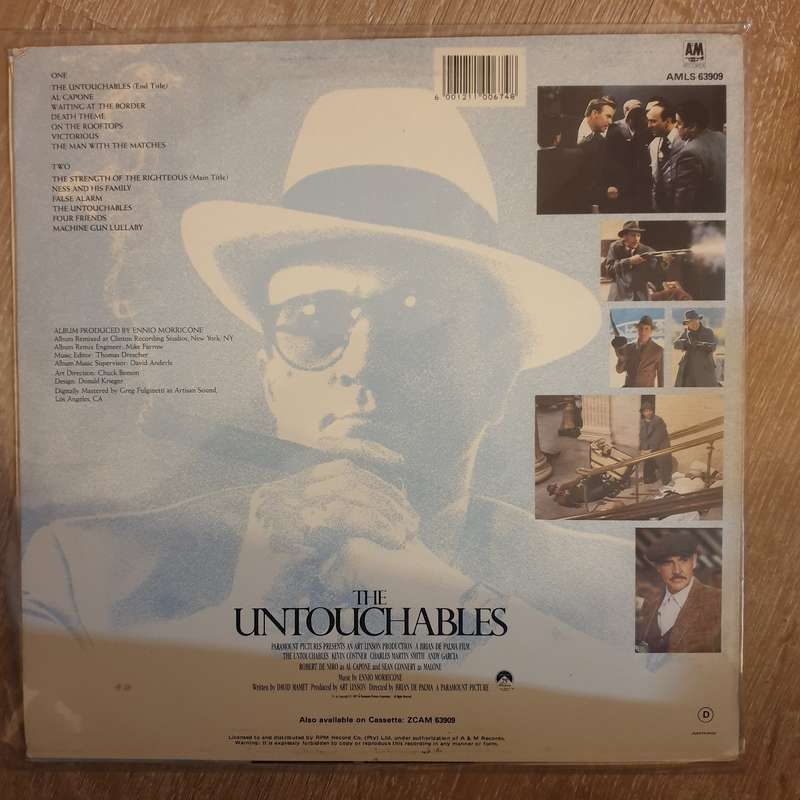 ONE
THE UNTOUCHABLES (End Title)
AL CAPONE
WAITING AT THE BORDER
DEATH THEME
ON THE ROOFTOPS
VICTORIOUS
THE MAN WITH THE MATCHES
TWO
THE STRENGTH OF THE RIGHTEOUS (Main Title)
NESS AND HIS FAMILY
FALSE ALARM
THE UNTOUCHABLES
FOUR FRIENDS
MACHINE GUN LULLABY
ALBUM PRODUCED BY ENNIO MORRICONE
Album Remixed at Clinton Recording Studios, New York, NY
Album Remix Engineer: Mike Farrow
Music Editor: Thomas Drescher
Album Music Supervisor: David Anderle
Art Direction: Chuck Beeson
Design: Donald Krieger
Digitally Mastered by Greg Fulginetti at Artisan Sound,
Los Angeles, CA
6 001211 006748
A&M
RECORDS
AMLS 63909
THE
UNTOUCHABLES
PARAMOUNT PICTURES PRESENTS AN ART LINSON PRODUCTION A BRIAN DE PALMA FILM
THE UNTOUCHABLES KEVIN COSTNER CHARLES MARTIN SMITH ANDY GARCIA
ROBERT DE NIRO AS AL CAPONE AND SEAN CONNERY AS MALONE
Music by ENNIO MORRICONE
Written by DAVID MAMET Produced by ART LINSON Directed by BRIAN DE PALMA A PARAMOUNT PICTURE
Also available on Cassette: ZCAM 63909
D
Licensed to and distributed by RPM Record Co. (Pty) Ltd. under authorization of A & M Records.
Warning: It is expressly forbidden to copy or reproduce this recording in any manner or form.